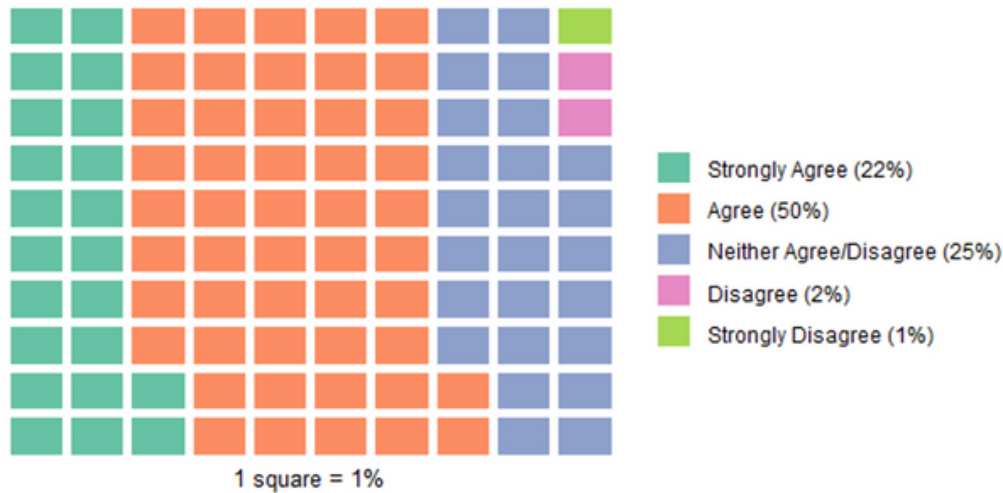 Strongly Agree (22%)
Agree (50%)
Neither Agree/Disagree (25%)
Disagree (2%)
Strongly Disagree (1%)
1 square = 1%